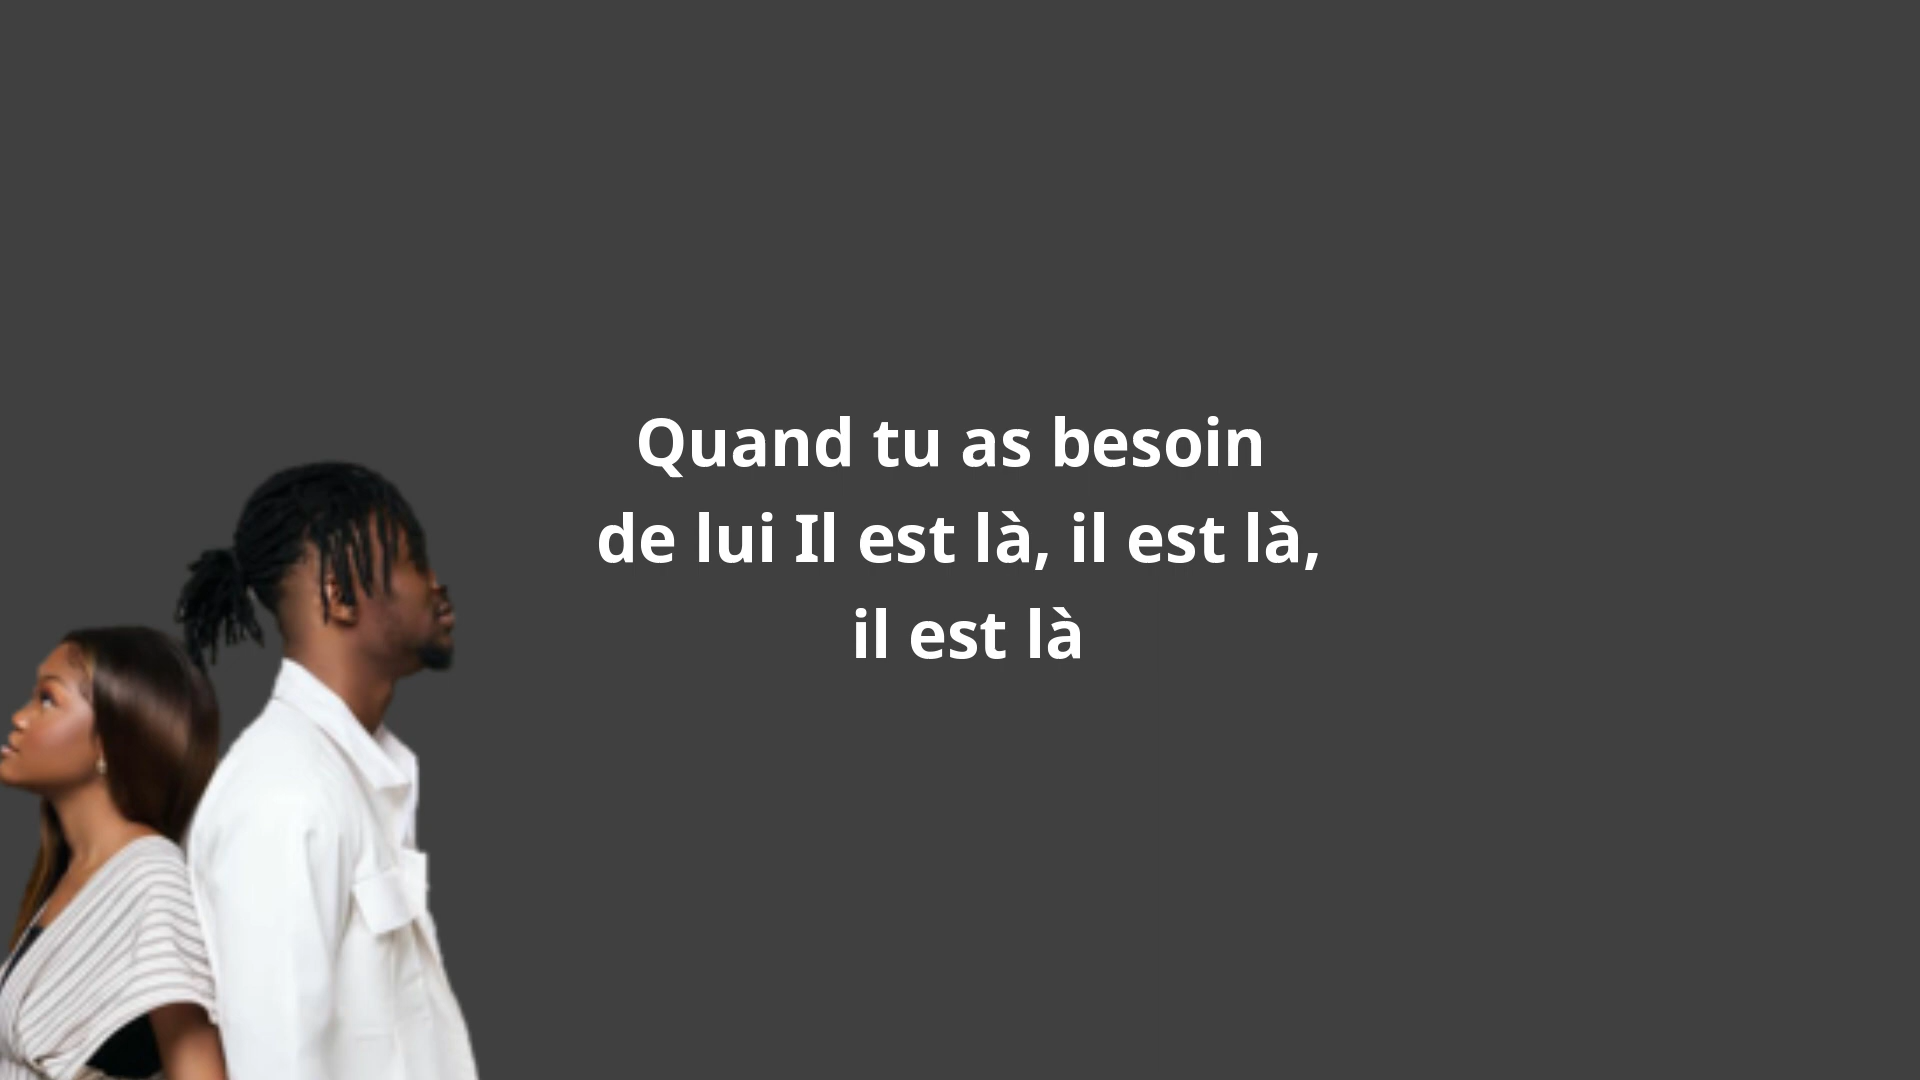 Quand tu as besoin
de lui Il est là, il est là,
il est là